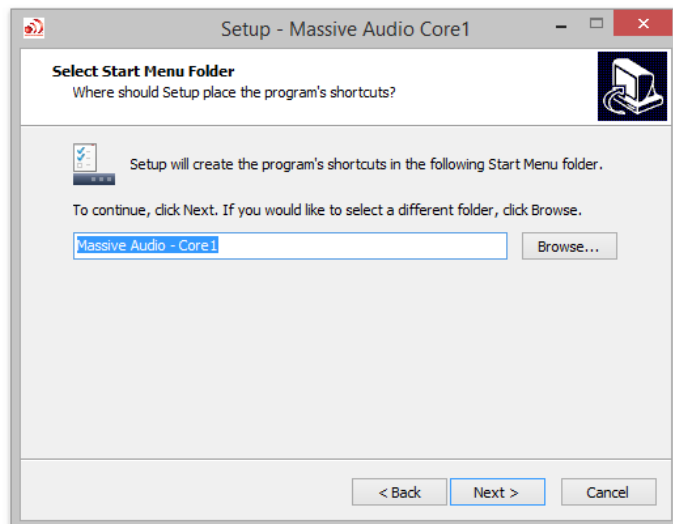 Setup - Massive Audio Core1
Select Start Menu Folder
Where should Setup place the program's shortcuts?
Setup will create the program's shortcuts in the following Start Menu folder.
To continue, click Next. If you would like to select a different folder, click Browse.
Massive Audio - Core1
Browse...
< Back
Next >
Cancel